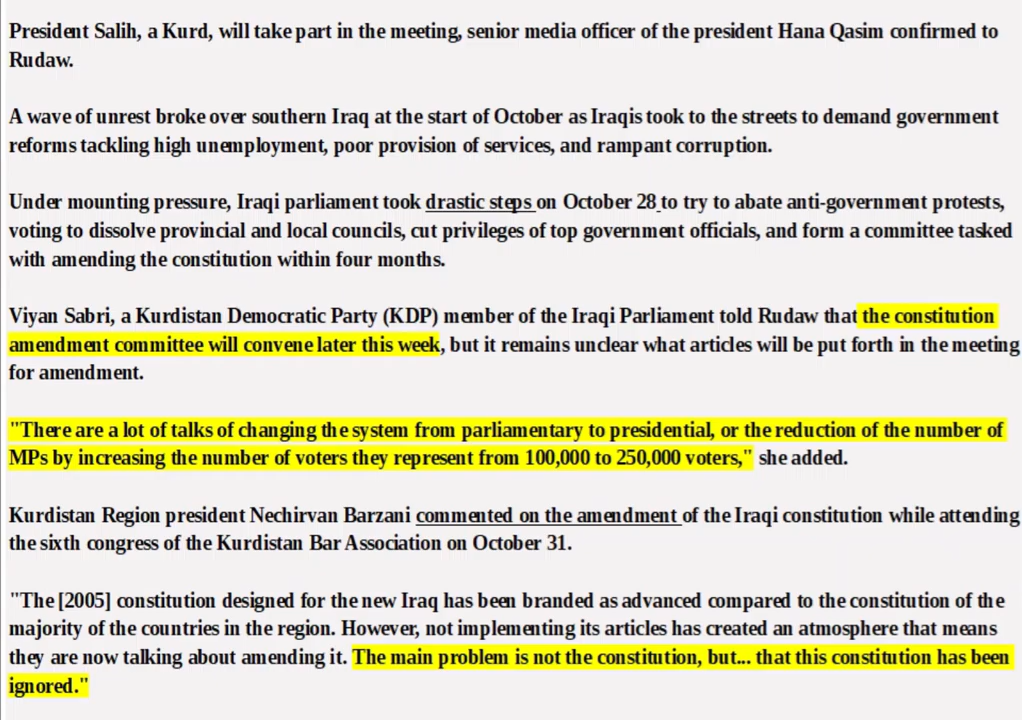 President Salih, a Kurd, will take part in the meeting, senior media officer of the president Hana Qasim confirmed to
Rudaw.
A wave of unrest broke over southern Iraq at the start of October as Iraqis took to the streets to demand government
reforms tackling high unemployment, poor provision of services, and rampant corruption.
Under mounting pressure, Iraqi parliament took drastic steps on October 28 to try to abate anti-government protests,
voting to dissolve provincial and local councils, cut privileges of top government officials, and form a committee tasked
with amending the constitution within four months.
Viyan Sabri, a Kurdistan Democratic Party (KDP) member of the Iraqi Parliament told Rudaw that the constitution
amendment committee will convene later this week, but it remains unclear what articles will be put forth in the meeting
for amendment.
"There are a lot of talks of changing the system from parliamentary to presidential, or the reduction of the number of
MPs by increasing the number of voters they represent from 100,000 to 250,000 voters," she added.
Kurdistan Region president Nechirvan Barzani commented on the amendment of the Iraqi constitution while attending
the sixth congress of the Kurdistan Bar Association on October 31.
"The [2005] constitution designed for the new Iraq has been branded as advanced compared to the constitution of the
majority of the countries in the region. However, not implementing its articles has created an atmosphere that means
they are now talking about amending it. The main problem is not the constitution, but... that this constitution has been
ignored."